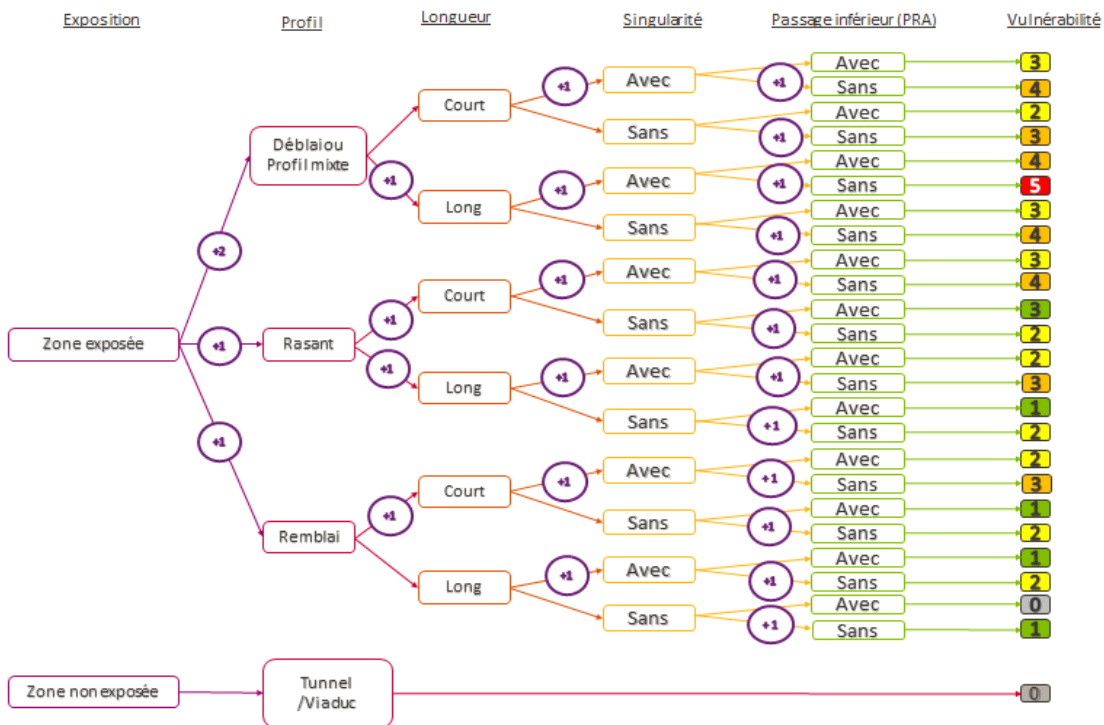 Exposition Profil Longueur Singularité Passage inférieur (PRA) Vulnérabilité
Avec 3
+1 Avec +1 Sans 4
Court Avec 2
Sans +1 Sans 3
Déblai ou
Profil mixte
+1 Avec 4
+1 Avec +1 Sans 5
Long Avec 3
Sans +1 Sans 4
+2
Avec 3
+1 Avec +1 Sans 4
Court
+1 Avec 3
Sans +1 Sans 2
Zone exposée +1 Rasant
Avec 2
+1 +1 Avec +1 Sans 3
Long Avec 1
Sans +1 Sans 2
+1
Avec 2
+1 Avec +1 Sans 3
Court
+1 Avec 1
Sans +1 Sans 2
Remblai
Avec 1
+1 Avec +1 Sans 2
Long Avec 0
Sans +1 Sans 1
Zone non exposée Tunnel
/Viaduc 0